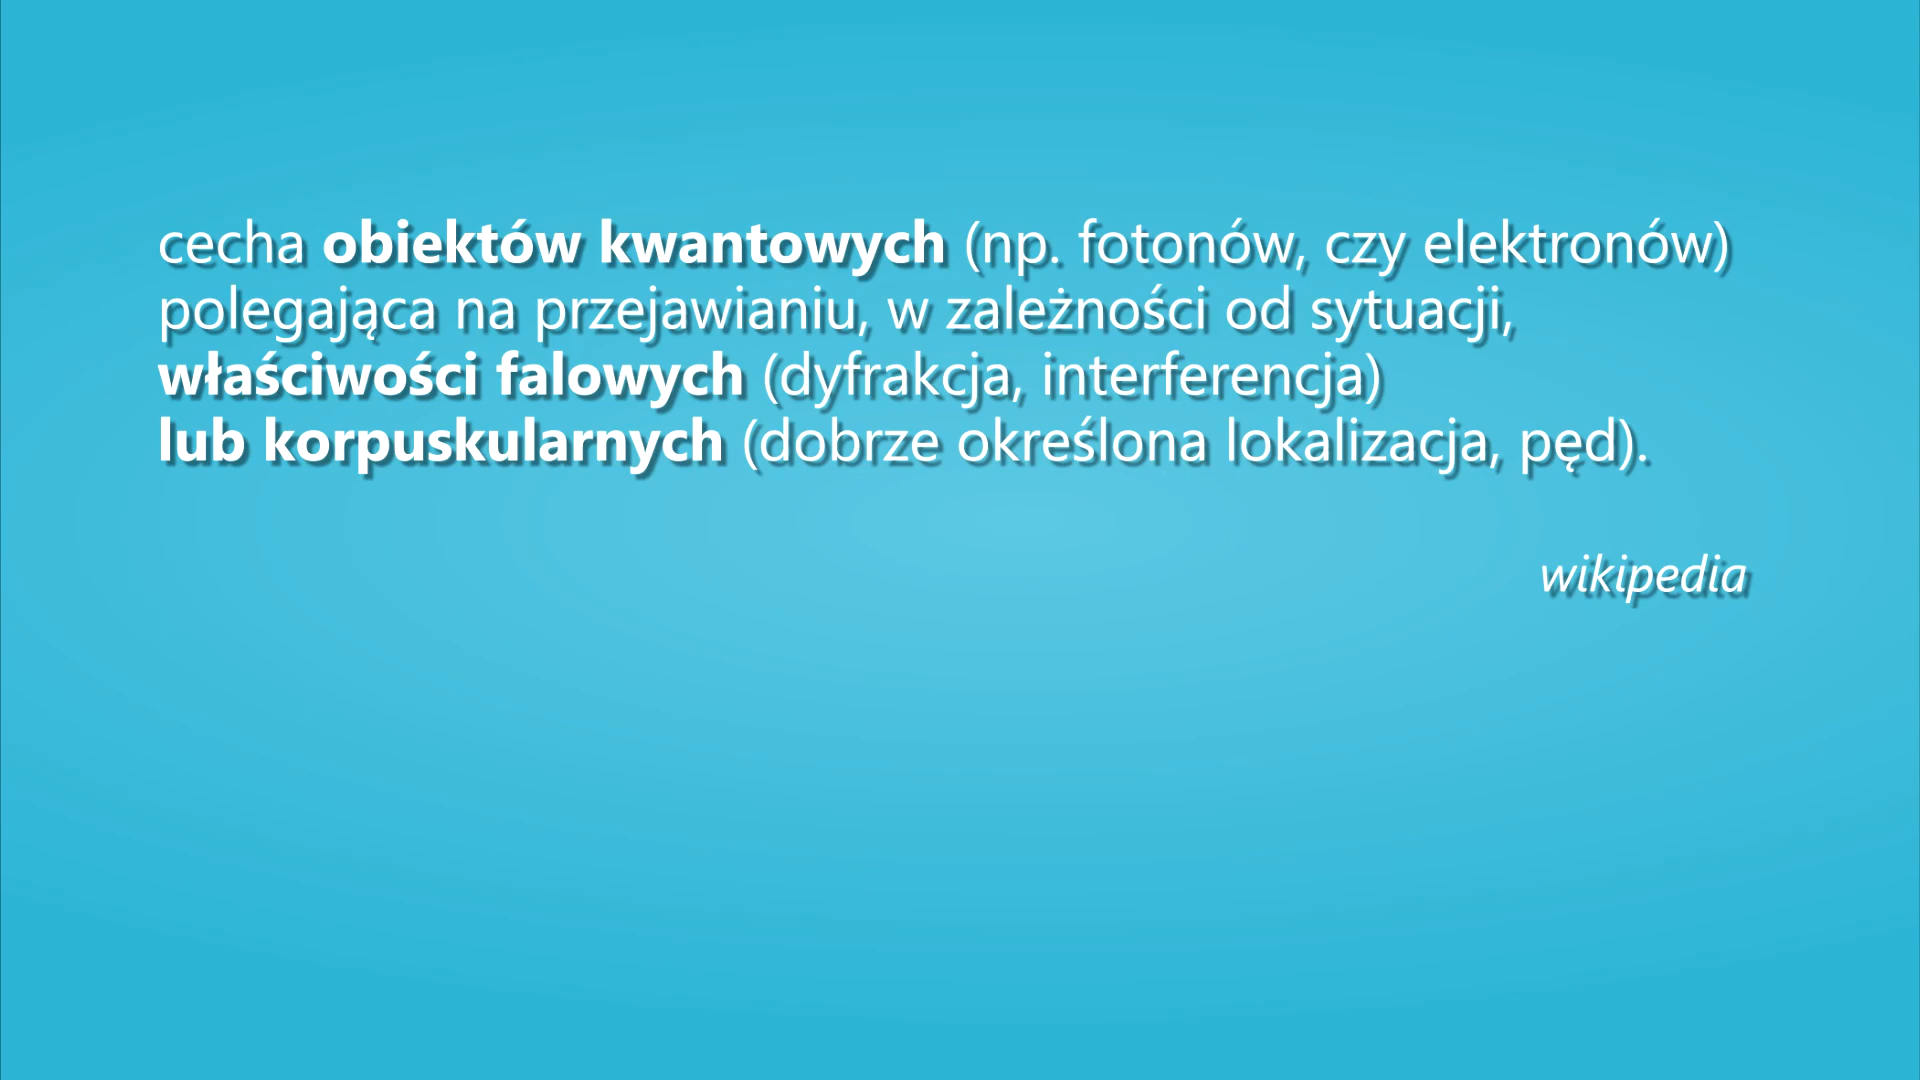 cecha obiektów kwantowych (np. fotonów, czy elektronów)
polegająca na przejawianiu, w zależności od sytuacji,
właściwości falowych (dyfrakcja, interferencja)
lub korpuskularnych (dobrze określona lokalizacja, pęd).
wikipedia